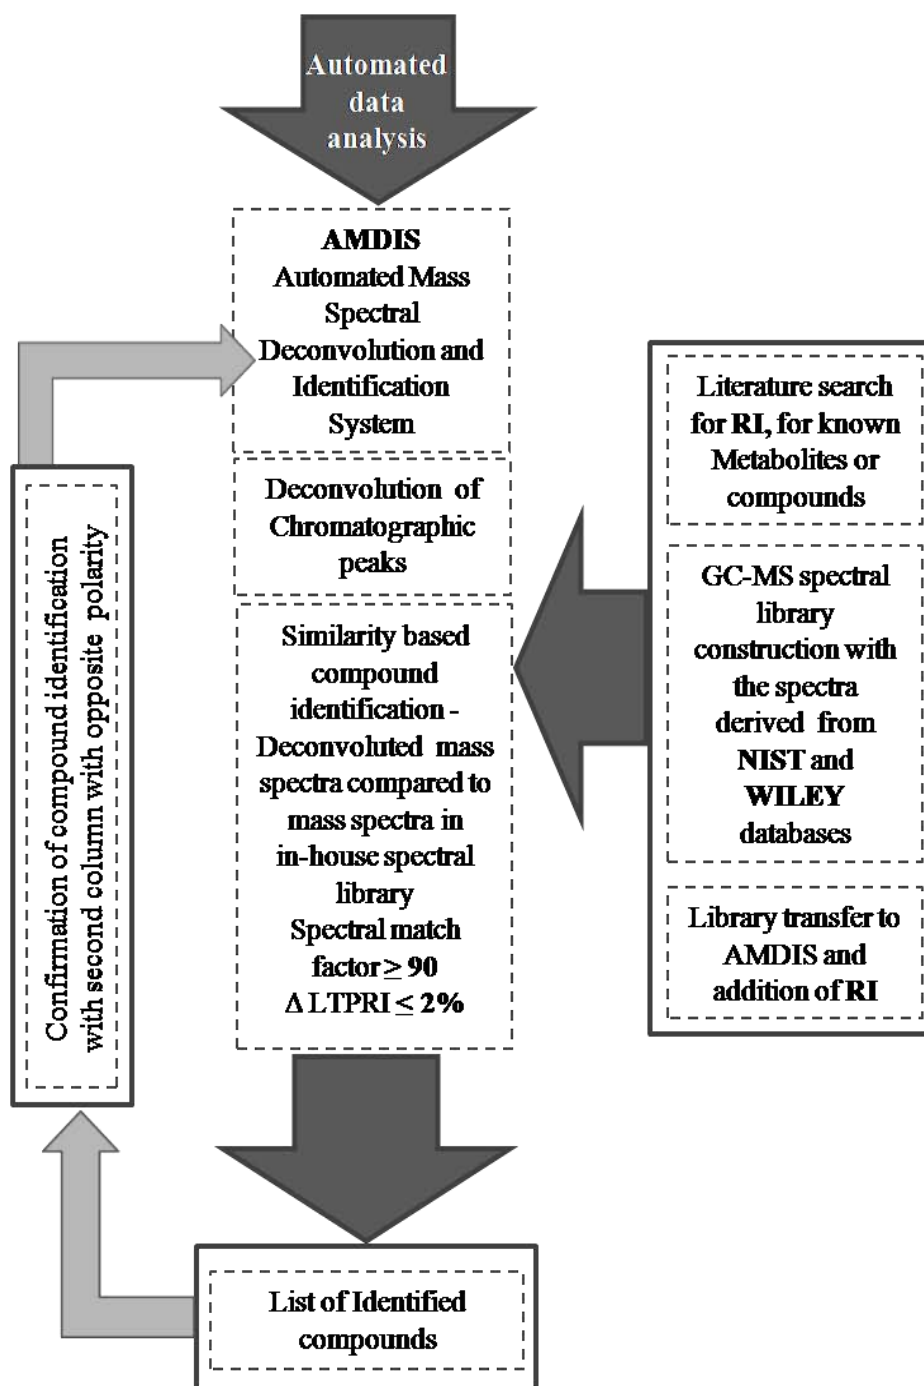 Automated
data
analysis
AMDIS
Automated Mass
Spectral
Deconvolution and
Identification
System
Deconvolution of
Chromatographic
peaks
Similarity based
compound
identification -
Deconvoluted mass
spectra compared to
mass spectra in
in-house spectral
library
Spectral match
factor ≥ 90
Δ LTPRI ≤ 2%
Literature search
for RI, for known
Metabolites or
compounds
GC-MS spectral
library
construction with
the spectra
derived from
NIST and
WILEY
databases
Library transfer to
AMDIS and
addition of RI
List of Identified
compounds
Confirmation of compound identification
with second column with opposite polarity